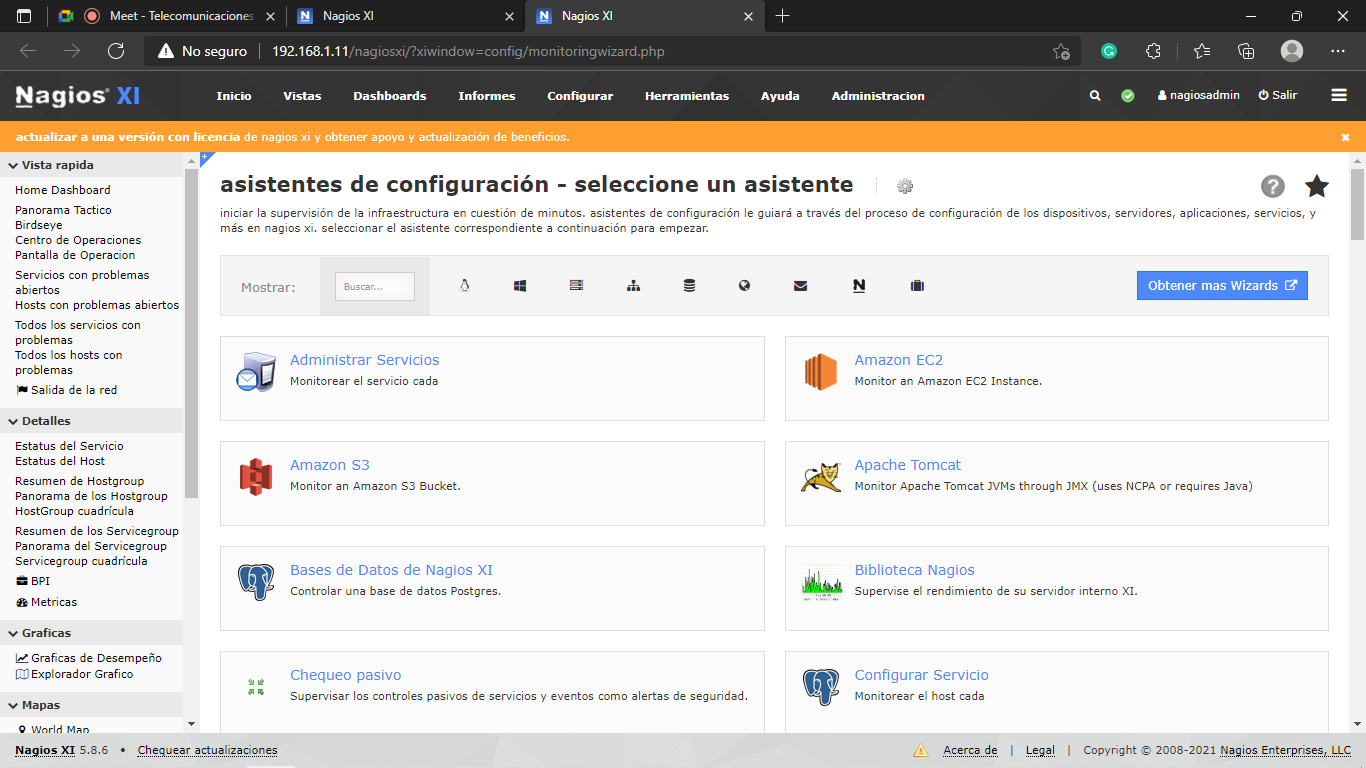 Meet - Telecomunicaciones
Nagios XI
Nagios XI
No seguro
192.168.1.11/nagiosxi/?xiwindow=config/monitoringwizard.php
Nagios XI
Inicio
Vistas
Dashboards
Informes
Configurar
Herramientas
Ayuda
Administracion
nagiosadmin
Salir
actualizar a una versión con licencia de nagios xi y obtener apoyo y actualización de beneficios.
Vista rapida
Home Dashboard
Panorama Tactico
Birdseye
Centro de Operaciones
Pantalla de Operacion
Servicios con problemas
abiertos
Hosts con problemas abiertos
Todos los servicios con
problemas
Todos los hosts con
problemas
Salida de la red
Detalles
Estatus del Servicio
Estatus del Host
Resumen de Hostgroup
Panorama de los Hostgroup
HostGroup cuadrícula
Resumen de los Servicegroup
Panorama del Servicegroup
Servicegroup cuadrícula
BPI
Metricas
Graficas
Graficas de Desempeño
Explorador Grafico
Mapas
World Map
asistentes de configuración - seleccione un asistente
iniciar la supervisión de la infraestructura en cuestión de minutos. asistentes de configuración le guiará a través del proceso de configuración de los dispositivos, servidores, aplicaciones, servicios, y
más en nagios xi. seleccionar el asistente correspondiente a continuación para empezar.
Mostrar:
Buscar...
Obtener mas Wizards
Administrar Servicios
Monitorear el servicio cada
Amazon EC2
Monitor an Amazon EC2 Instance.
Amazon S3
Monitor an Amazon S3 Bucket.
Apache Tomcat
Monitor Apache Tomcat JVMs through JMX (uses NCPA or requires Java)
Bases de Datos de Nagios XI
Controlar una base de datos Postgres.
Biblioteca Nagios
Supervise el rendimiento de su servidor interno XI.
Chequeo pasivo
Supervisar los controles pasivos de servicios y eventos como alertas de seguridad.
Configurar Servicio
Monitorear el host cada
Nagios XI 5.8.6 • Chequear actualizaciones
Acerca de | Legal | Copyright © 2008-2021 Nagios Enterprises, LLC